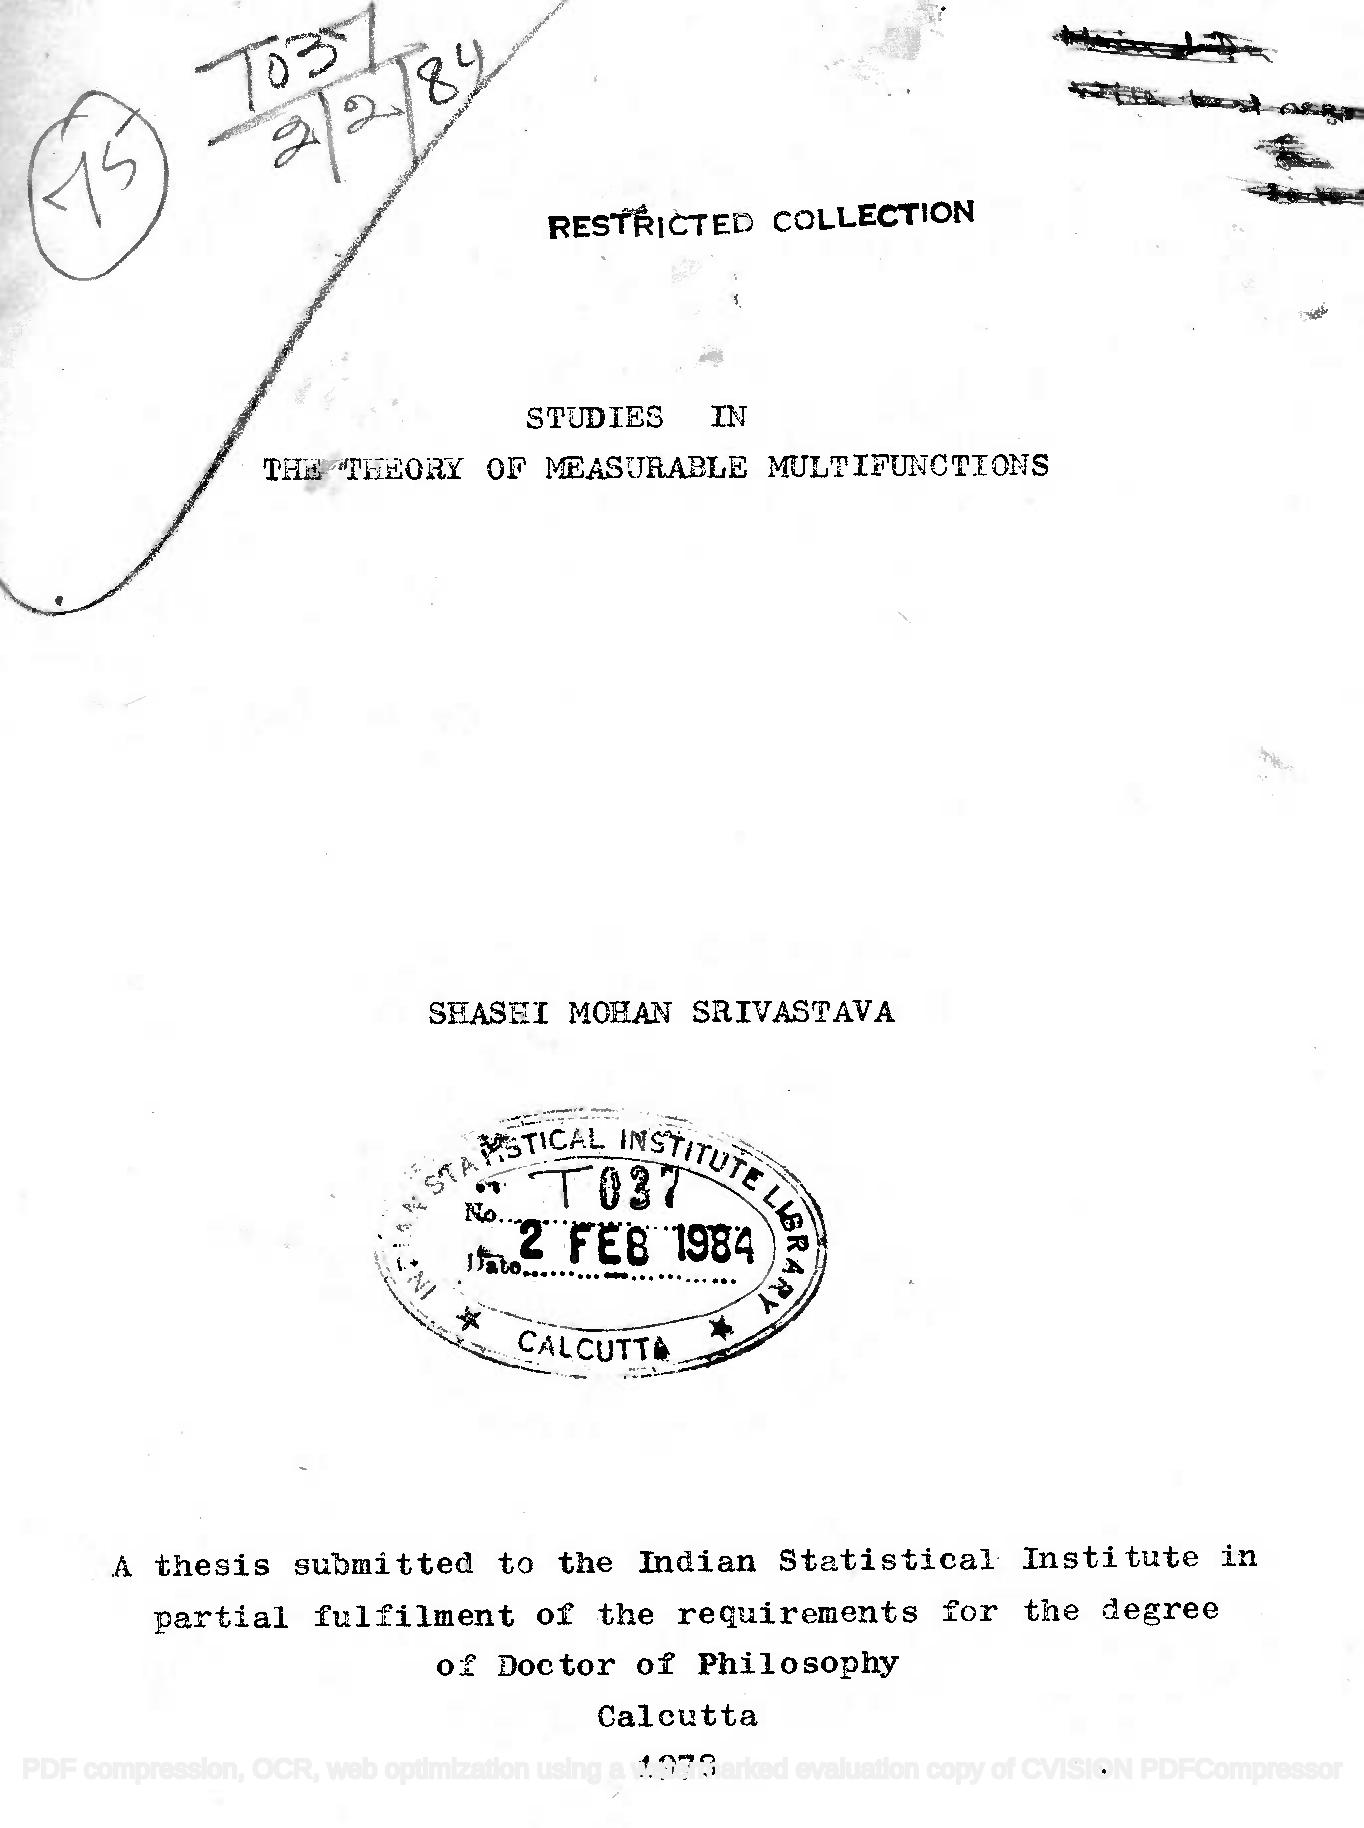 T037
2/2/84
75
RESTRICTED COLLECTION
STUDIES IN
THE THEORY OF MEASURABLE MULTIFUNCTIONS
SHASHI MOHAN SRIVASTAVA
INDIAN STATISTICAL INSTITUTE LIBRARY
No. T 037
Date 2 FEB 1984
★ CALCUTTA ★
A thesis submitted to the Indian Statistical Institute in
partial fulfilment of the requirements for the degree
of Doctor of Philosophy
Calcutta
PDF compression, OCR, web optimization using a watermarked evaluation copy of CVISION PDFCompressor